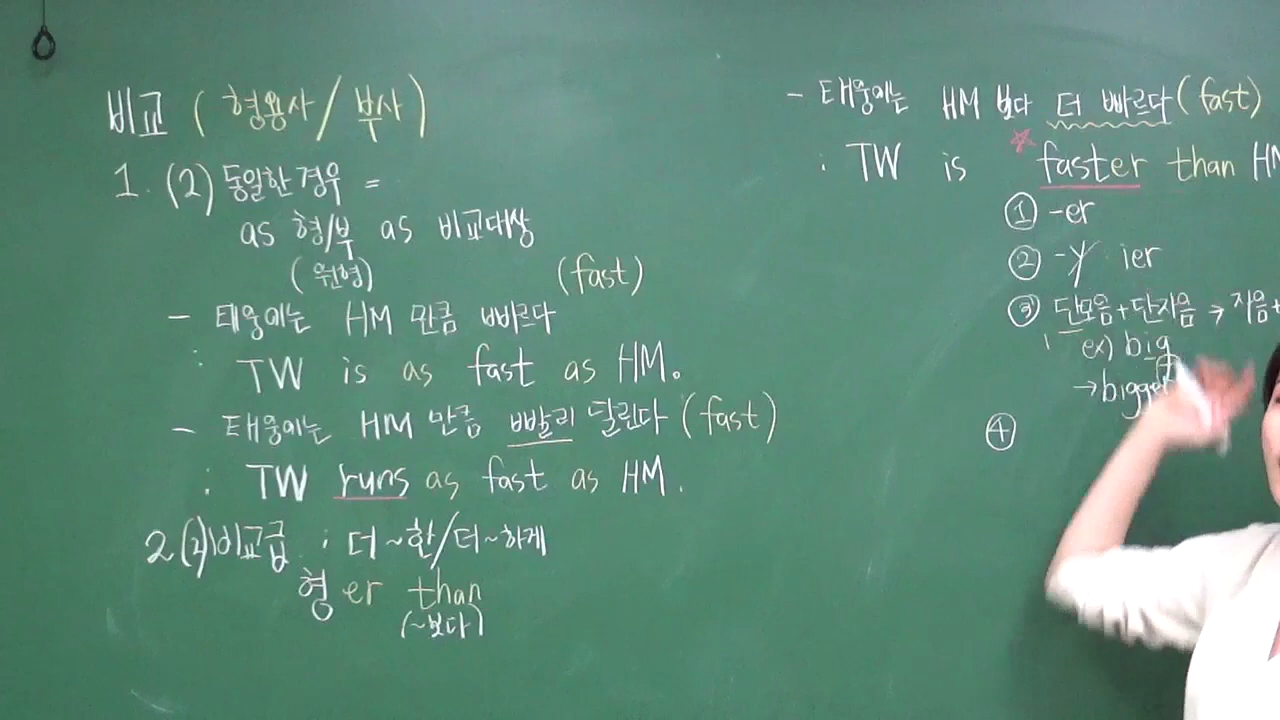 비교 ( 형용사 / 부사 )
1. (2) 동일한 경우 =
as 형/부 as 비교대상
(원형)
(fast)
- 태웅이는 HM 만큼 빠르다
: TW is as fast as HM.
- 태웅이는 HM 만큼 빨리 달린다 (fast)
: TW runs as fast as HM.
2 (2) 비교급 : 더 ~한/더 ~하게
형 er than
(~보다)
- 태웅이는 HM 보다 더 빠르다 (fast)
: TW is faster than HM
① -er
② -y ier
③ 단모음+단자음 → 자음+
ex) big
→ bigger
④